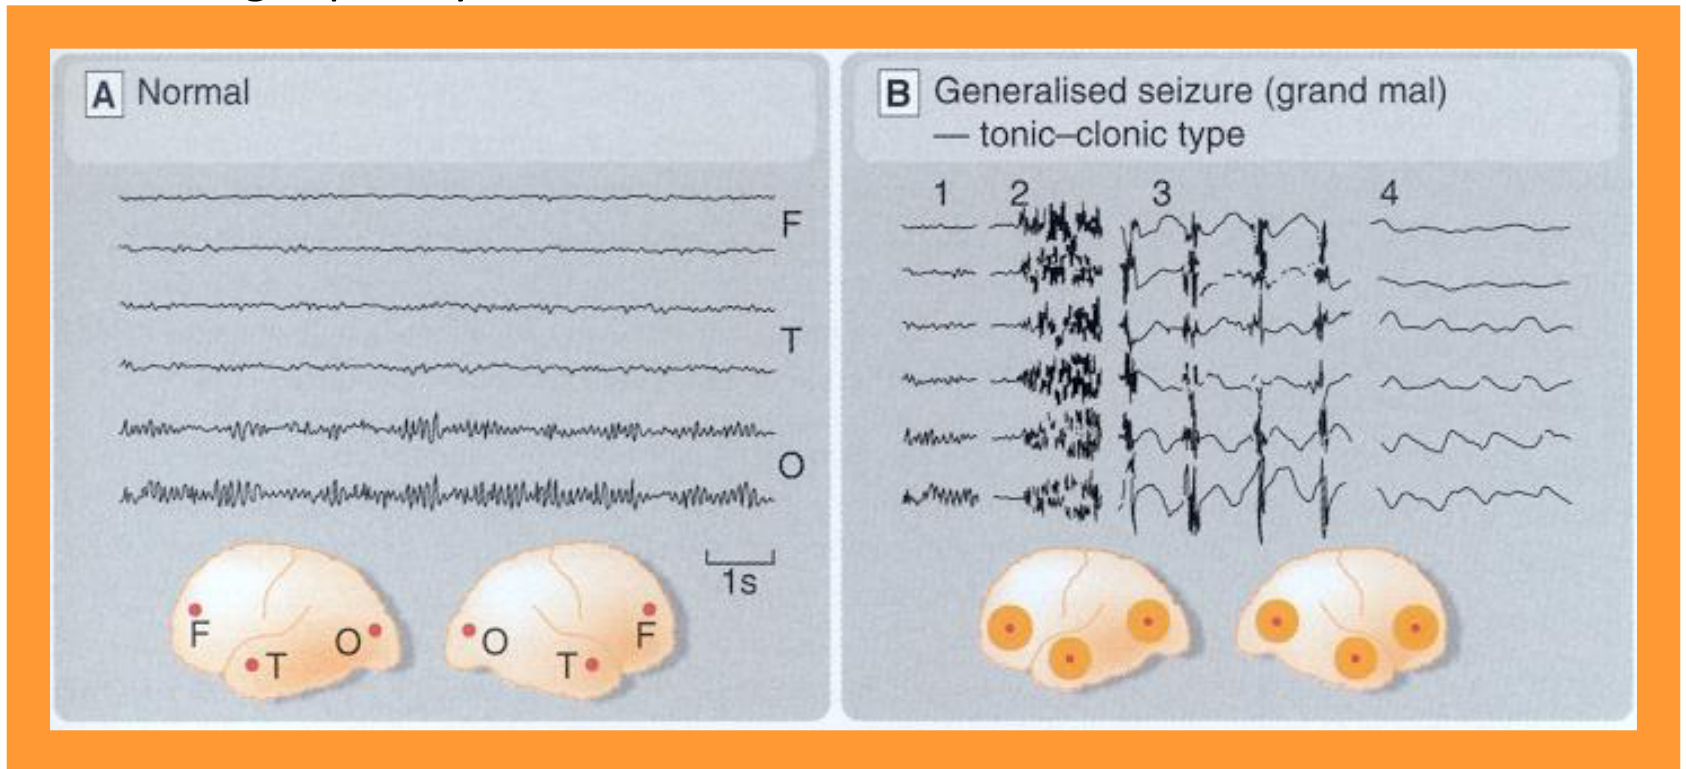 A Normal
F
T
O
1s
F
T
O
O
T
F
B Generalised seizure (grand mal)
— tonic–clonic type
1 2 3 4